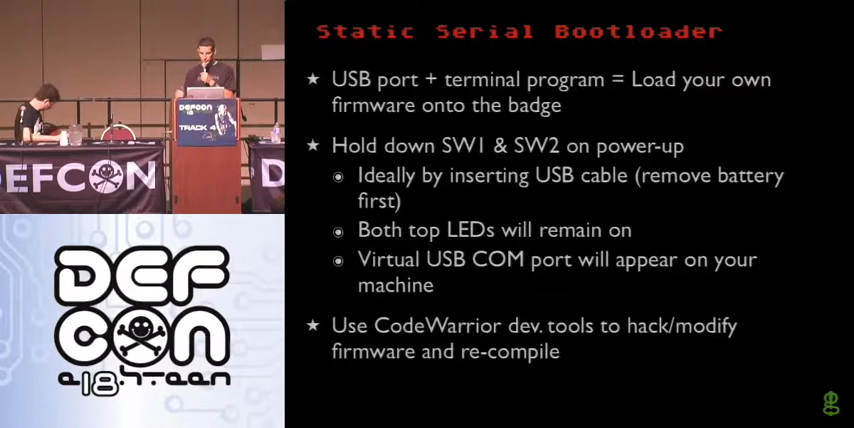 Static Serial Bootloader
USB port + terminal program = Load your own
firmware onto the badge
Hold down SW1 & SW2 on power-up
Ideally by inserting USB cable (remove battery
first)
Both top LEDs will remain on
Virtual USB COM port will appear on your
machine
Use CodeWarrior dev. tools to hack/modify
firmware and re-compile
DEFCON
TRACK 4
DEFCON
D
DEF
CON
e18hteen